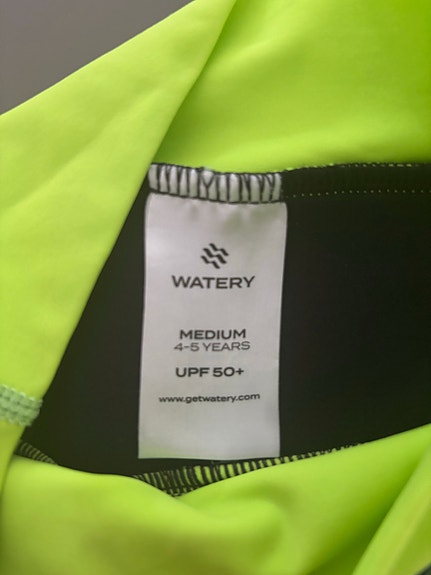 WATERY
MEDIUM
4-5 YEARS
UPF 50+
www.getwatery.com